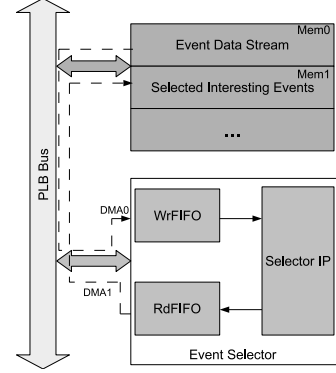 Mem0
Event Data Stream
Mem1
Selected Interesting Events
...
PLB Bus
DMA0
WrFIFO
Selector IP
RdFIFO
DMA1
Event Selector